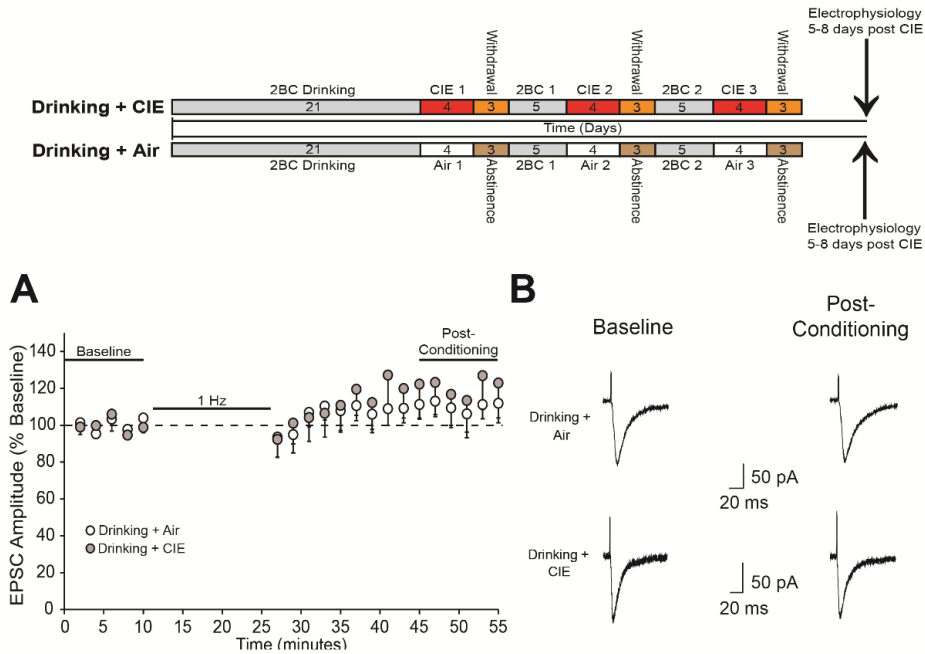 Electrophysiology
5-8 days post CIE
Withdrawal
Withdrawal
Withdrawal
2BC Drinking
CIE 1
2BC 1
CIE 2
2BC 2
CIE 3
Drinking + CIE
21
4
3
5
4
3
5
4
3
Time (Days)
Drinking + Air
21
4
3
5
4
3
5
4
3
2BC Drinking
Air 1
2BC 1
Air 2
2BC 2
Air 3
Abstinence
Abstinence
Abstinence
Electrophysiology
5-8 days post CIE
A
EPSC Amplitude (% Baseline)
140
120
100
80
60
40
20
0
Baseline
1 Hz
Post-
Conditioning
Drinking + Air
Drinking + CIE
0 5 10 15 20 25 30 35 40 45 50 55
Time (minutes)
B
Baseline
Post-
Conditioning
Drinking +
Air
50 pA
20 ms
Drinking +
CIE
50 pA
20 ms